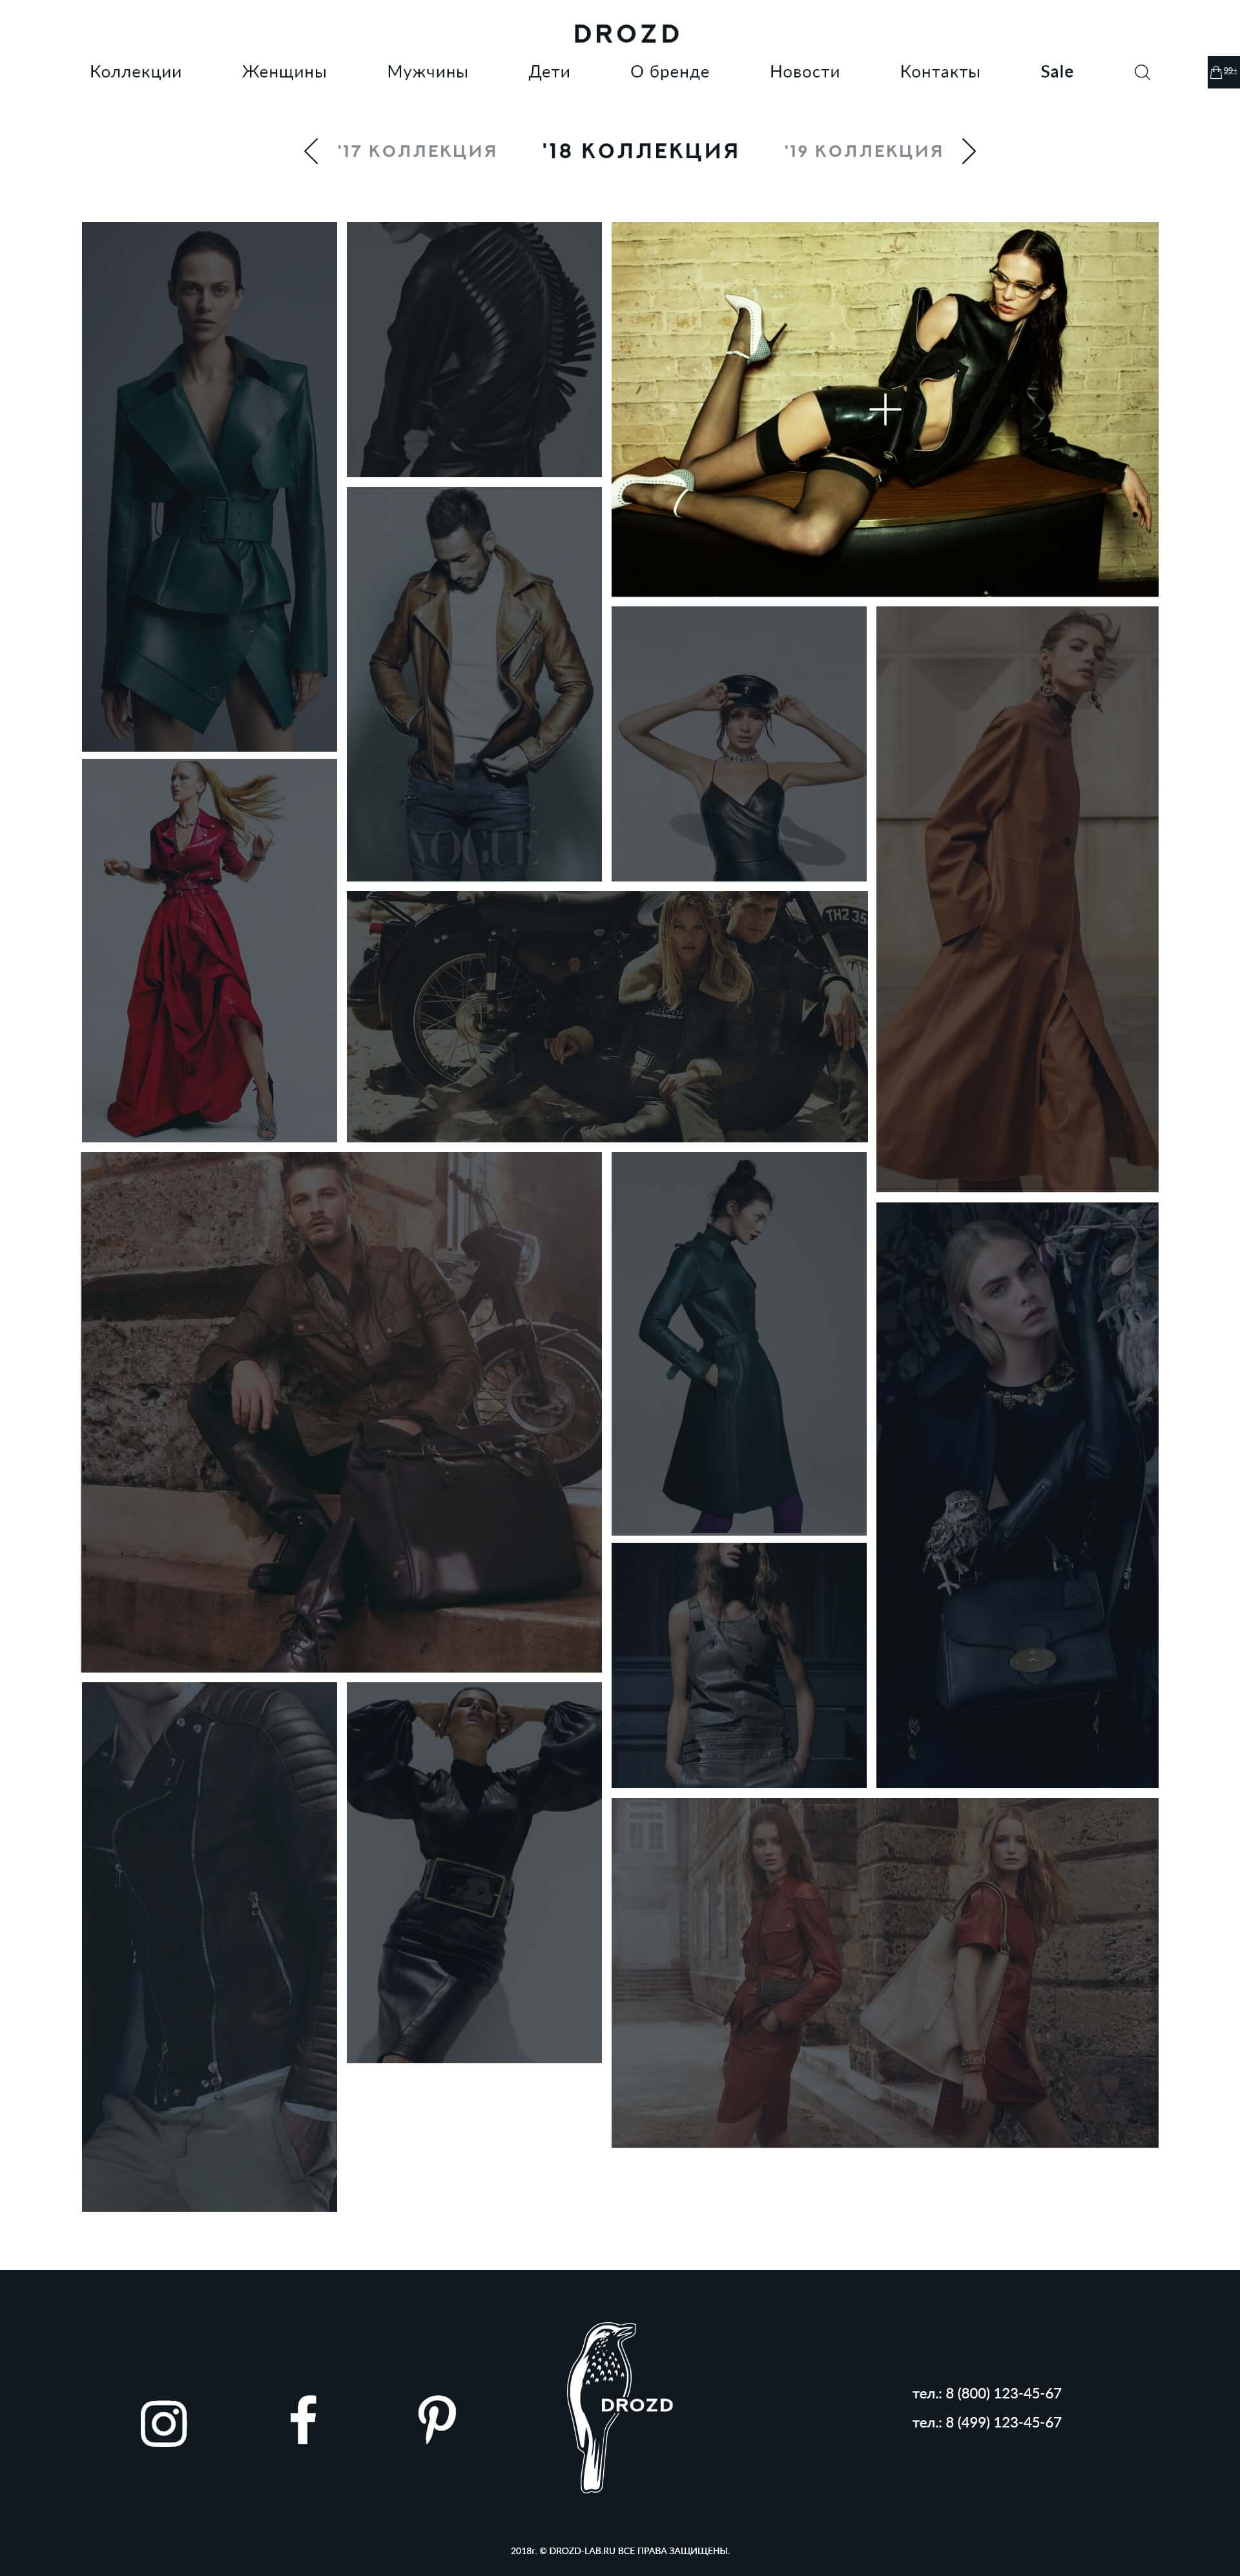 DROZD
Коллекции Женщины Мужчины Дети О бренде Новости Контакты Sale 99+
'17 КОЛЛЕКЦИЯ '18 КОЛЛЕКЦИЯ '19 КОЛЛЕКЦИЯ
VOGUE
TH2 35
DROZD
тел.: 8 (800) 123-45-67
тел.: 8 (499) 123-45-67
2018г. © DROZD-LAB.RU ВСЕ ПРАВА ЗАЩИЩЕНЫ.